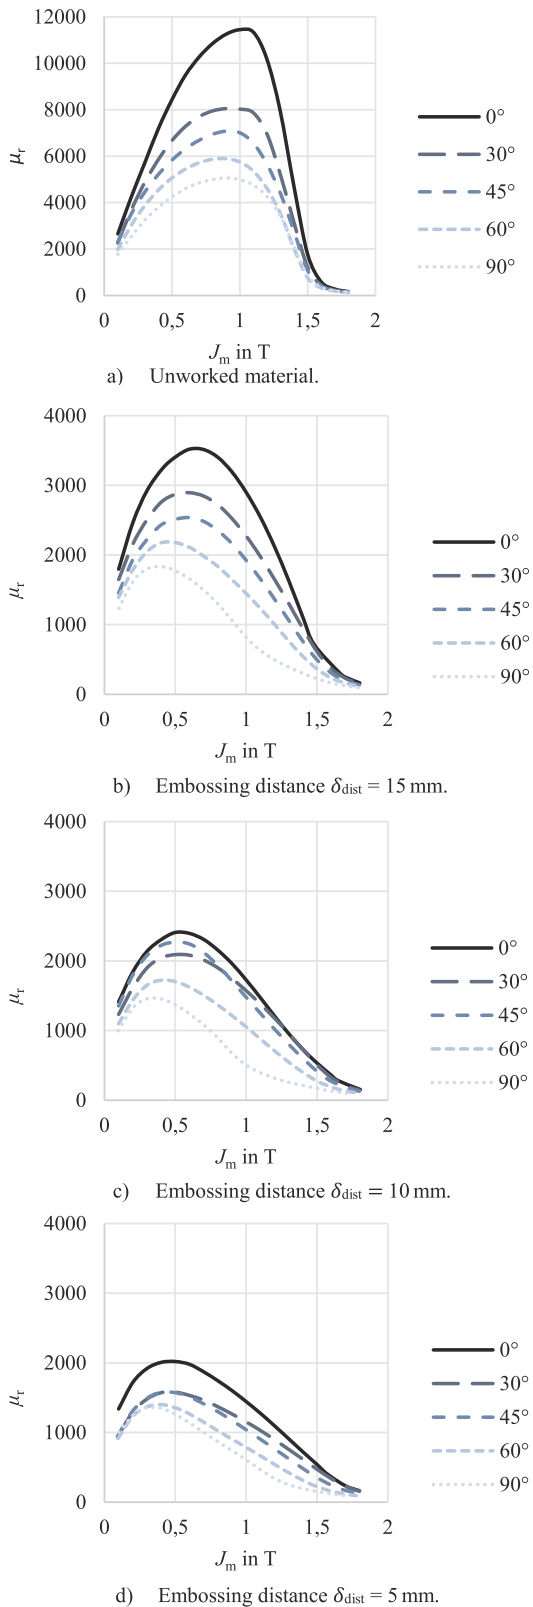 12000
10000
8000
6000
4000
2000
0
μr
0 0,5 1 1,5 2
Jm in T
0°
30°
45°
60°
90°
a) Unworked material.
4000
3000
2000
1000
0
μr
0 0,5 1 1,5 2
Jm in T
0°
30°
45°
60°
90°
b) Embossing distance δdist = 15 mm.
4000
3000
2000
1000
0
μr
0 0,5 1 1,5 2
Jm in T
0°
30°
45°
60°
90°
c) Embossing distance δdist = 10 mm.
4000
3000
2000
1000
0
μr
0 0,5 1 1,5 2
Jm in T
0°
30°
45°
60°
90°
d) Embossing distance δdist = 5 mm.